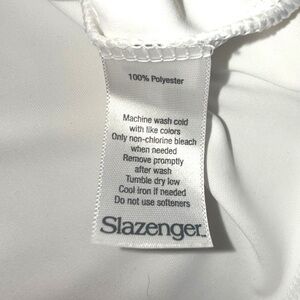 100% Polyester
Machine wash cold
with like colors
Only non-chlorine bleach
when needed
Remove promptly
after wash
Tumble dry low
Cool iron if needed
Do not use softeners
Slazenger